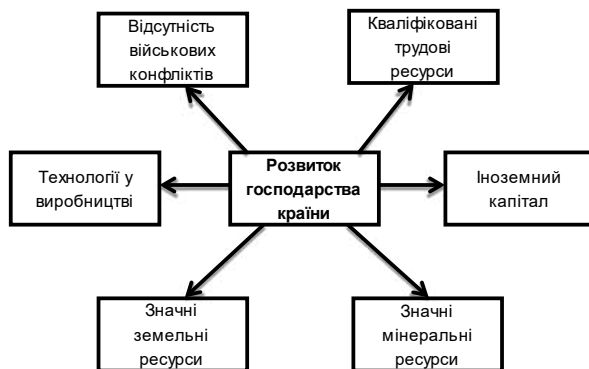 Відсутність
військових
конфліктів
Кваліфіковані
трудові
ресурси
Технології у
виробництві
Розвиток
господарства
країни
Іноземний
капітал
Значні
земельні
ресурси
Значні
мінеральні
ресурси